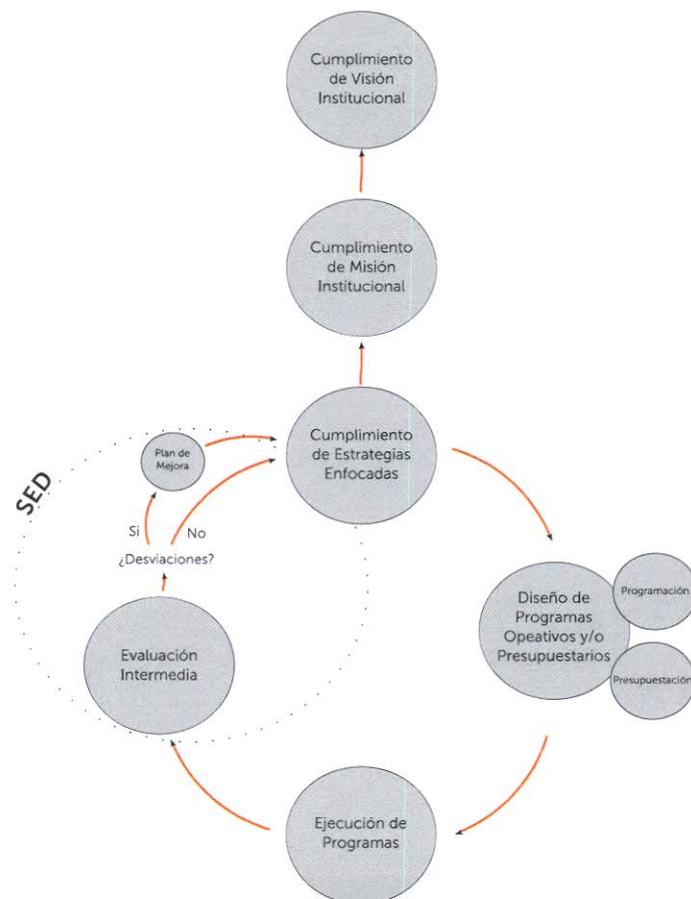 Cumplimiento
de Visión
Institucional
Cumplimiento
de Misión
Institucional
Cumplimiento
de Estrategias
Enfocadas
Plan de
Mejora
SED
Si
No
¿Desviaciones?
Evaluación
Intermedia
Diseño de
Programas
Opeativos y/o
Presupuestarios
Programación
Presupuestación
Ejecución de
Programas